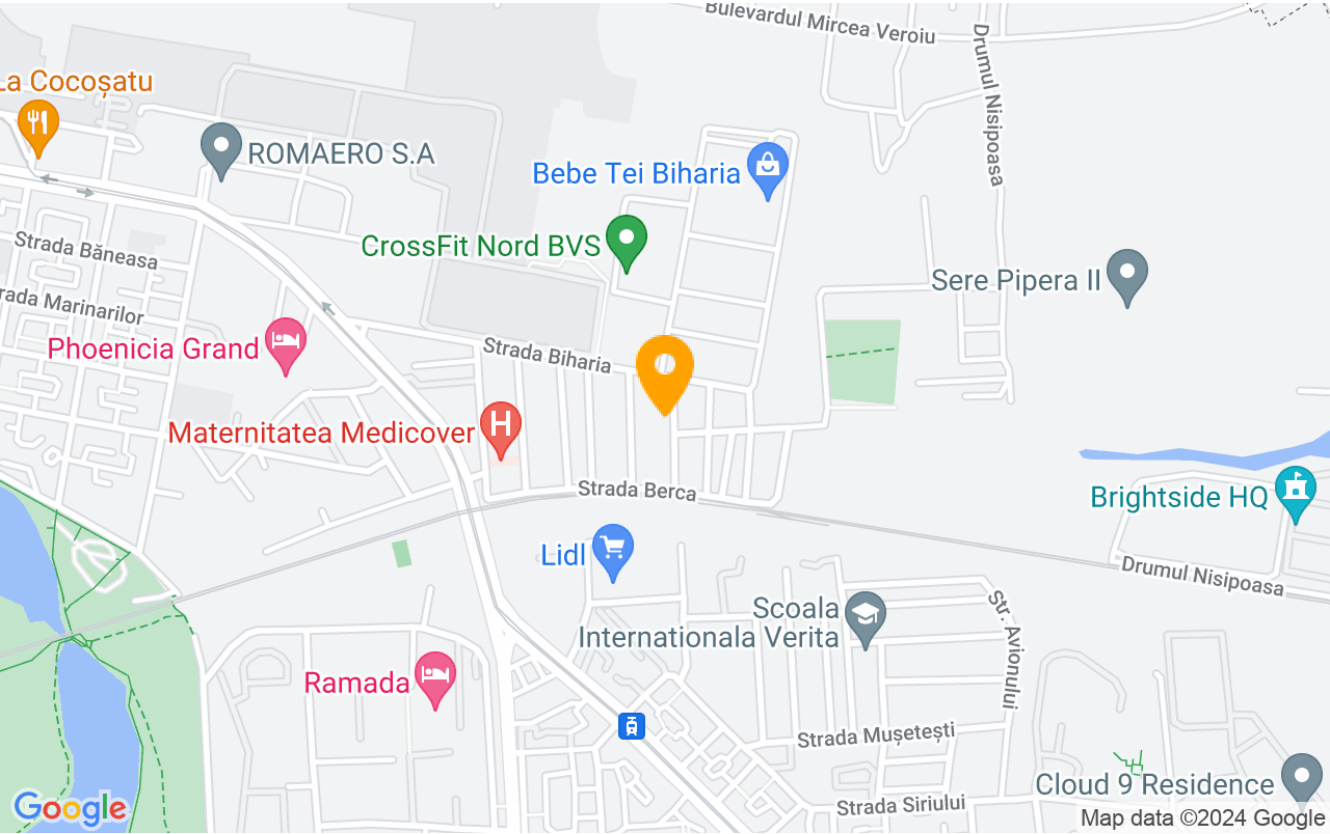 Bulevardul Mircea Veroiu
Drumul Nisipoasa
La Cocoșatu
ROMAERO S.A
Bebe Tei Biharia
Strada Băneasa
CrossFit Nord BVS
Sere Pipera II
rada Marinarilor
Phoenicia Grand
Strada Biharia
H
Maternitatea Medicover
Strada Berca
Brightside HQ
Lidl
Drumul Nisipoasa
Scoala
Internationala Verita
Str. Avionului
Ramada
Strada Mușetești
Cloud 9 Residence
Strada Siriului
Google
Map data ©2024 Google